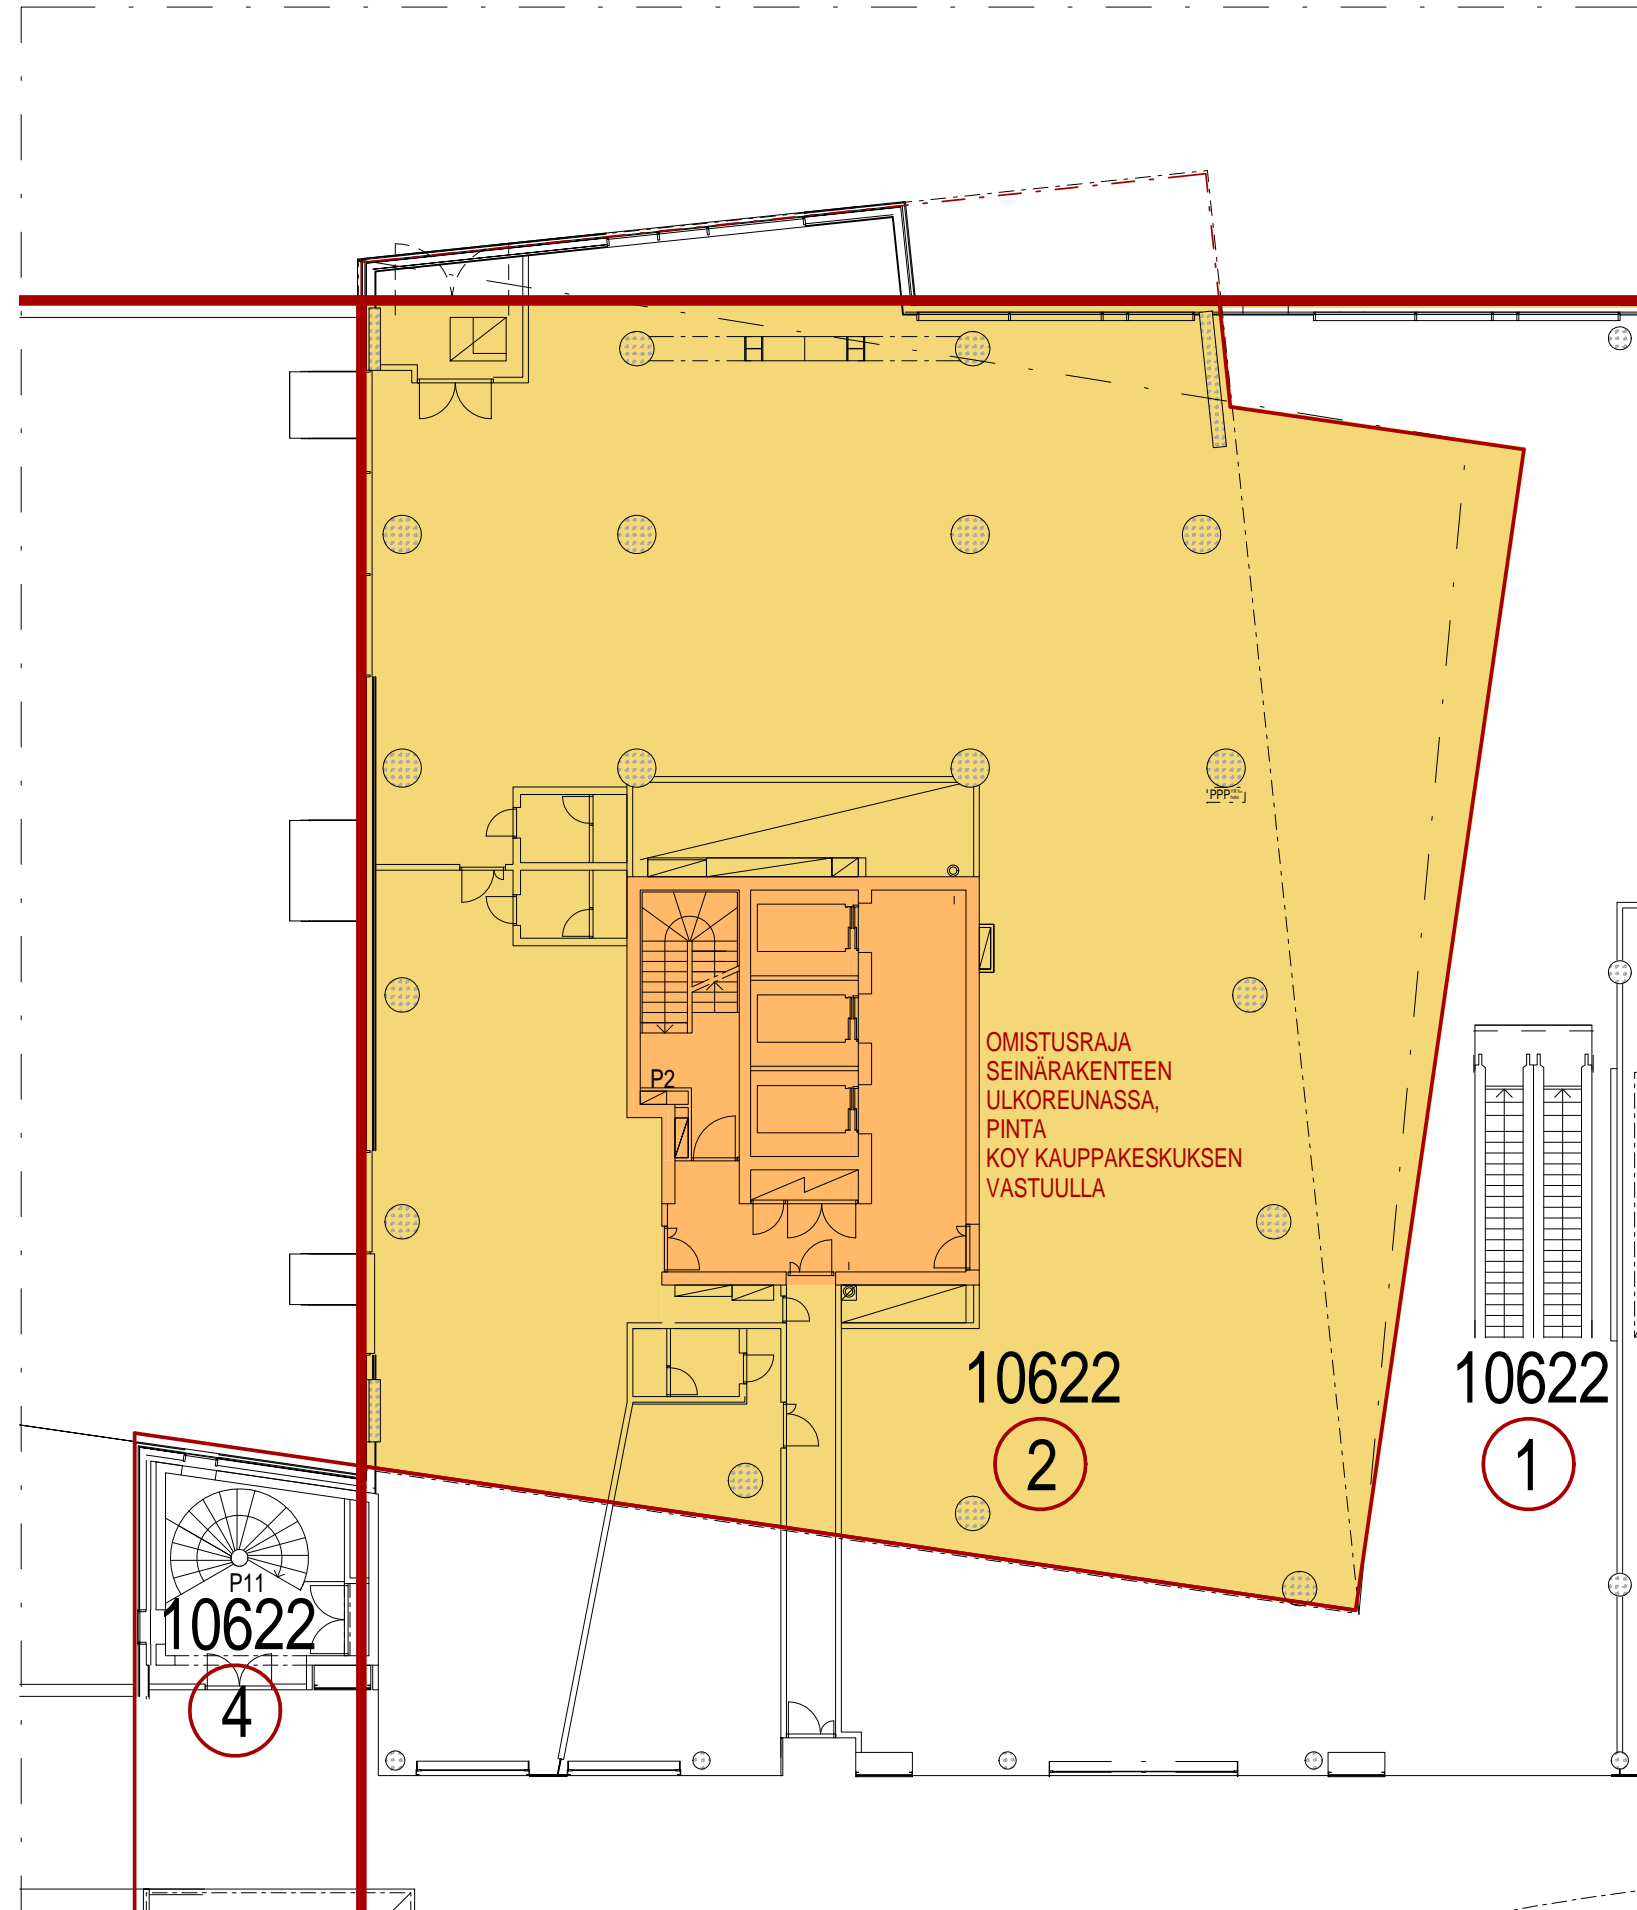 PPP
P2
OMISTUSRAJA
SEINÄRAKENTEEN
ULKOREUNASSA,
PINTA
KOY KAUPPAKESKUKSEN
VASTUULLA
10622
2
10622
1
P11
10622
4